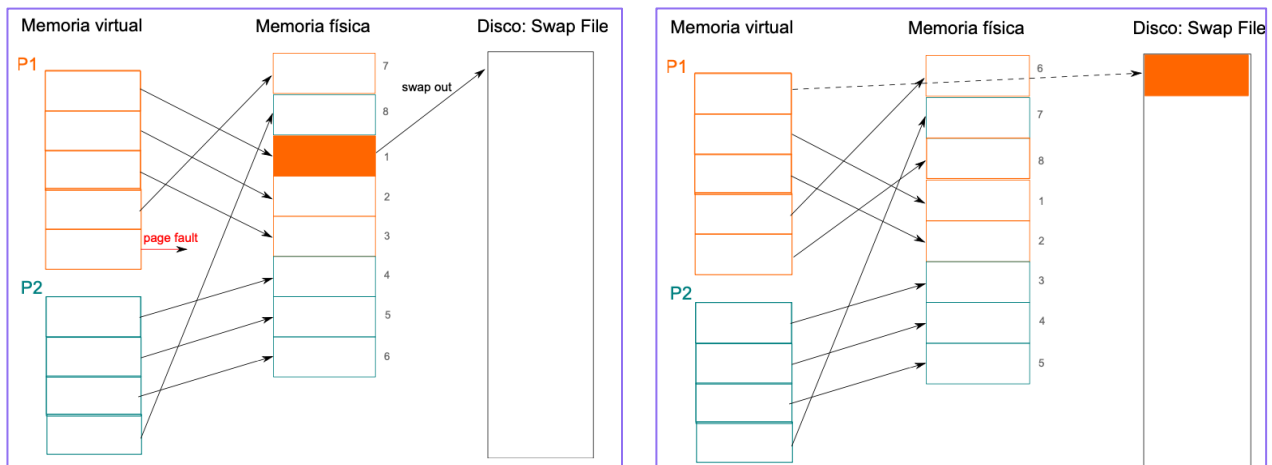 Memoria virtual
Memoria física
Disco: Swap File
P1
7
swap out
8
1
2
page fault
3
4
P2
5
6
Memoria virtual
Memoria física
Disco: Swap File
P1
6
7
8
1
2
P2
3
4
5